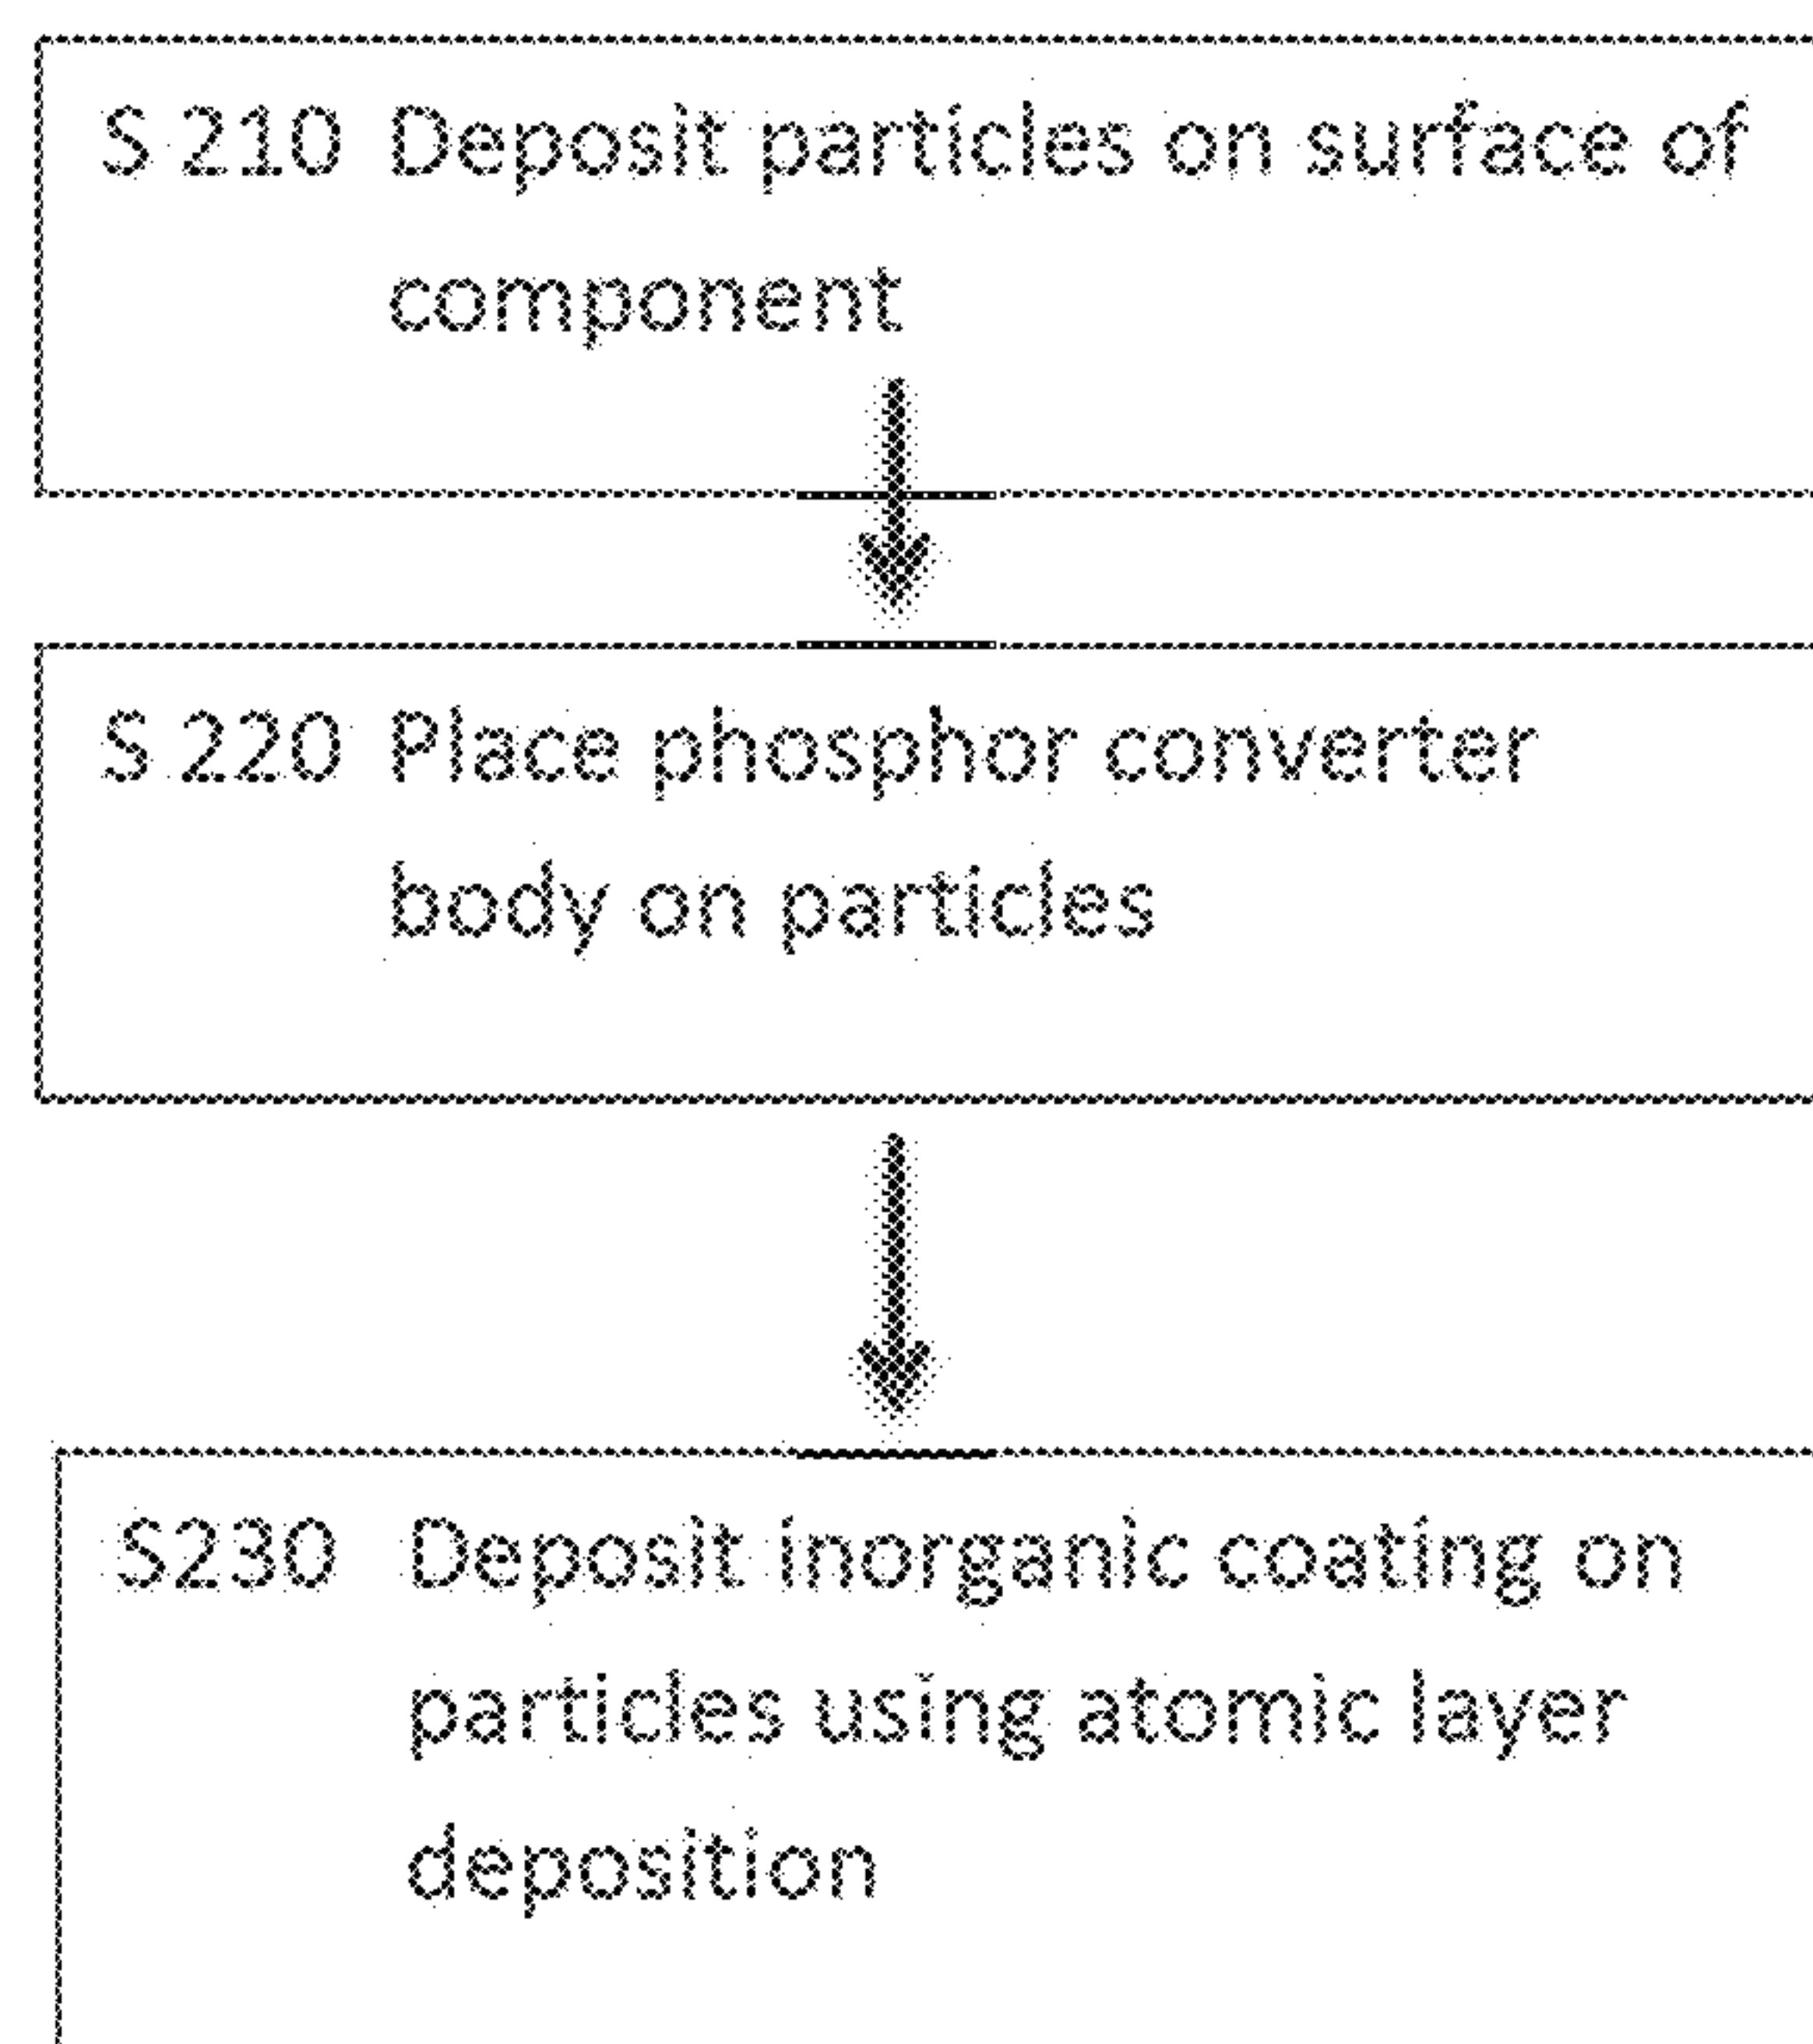 S 210 Deposit particles on surface of
component
S 220 Place phosphor converter
body on particles
S230 Deposit inorganic coating on
particles using atomic layer
deposition